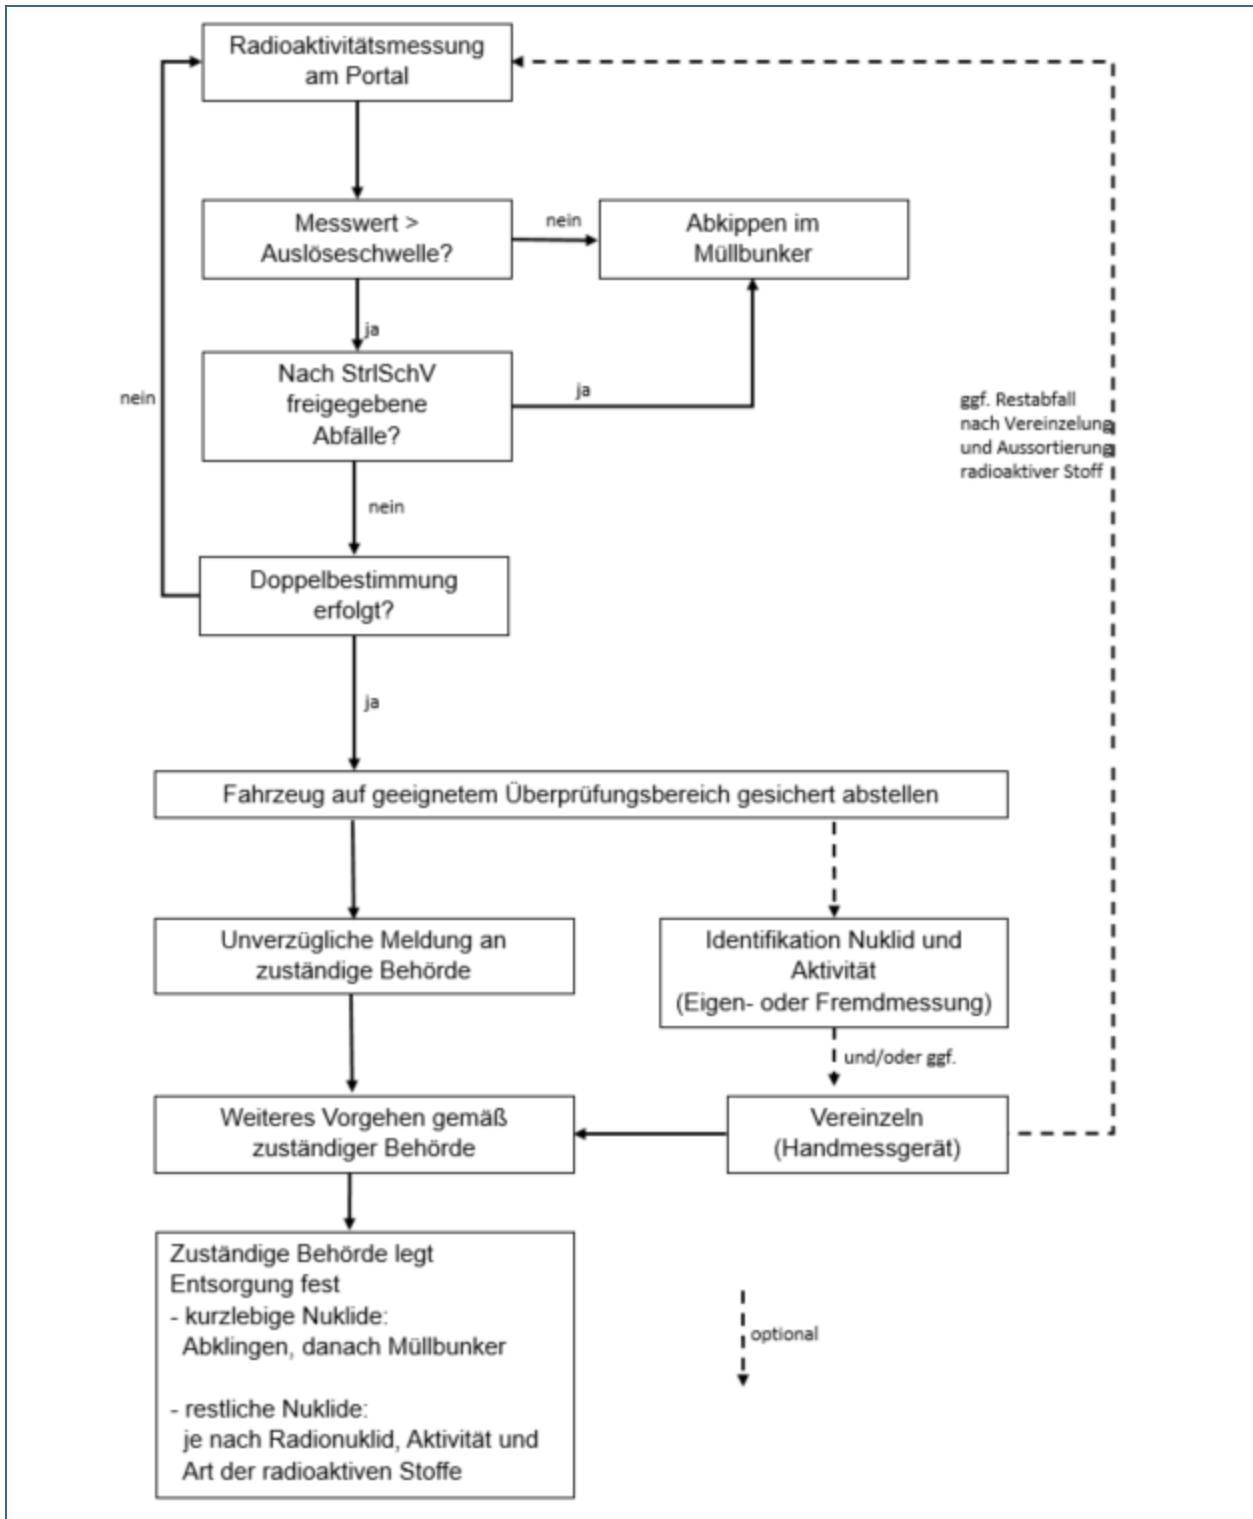 Radioaktivitätsmessung
am Portal
Messwert >
Auslöseschwelle?
nein
Abkippen im
Müllbunker
ja
Nach StrlSchV
freigegebene
Abfälle?
ja
nein
ggf. Restabfall
nach Vereinzelung
und Aussortierung
radioaktiver Stoff
nein
Doppelbestimmung
erfolgt?
ja
Fahrzeug auf geeignetem Überprüfungsbereich gesichert abstellen
Unverzügliche Meldung an
zuständige Behörde
Identifikation Nuklid und
Aktivität
(Eigen- oder Fremdmessung)
und/oder ggf.
Weiteres Vorgehen gemäß
zuständiger Behörde
Vereinzeln
(Handmessgerät)
Zuständige Behörde legt
Entsorgung fest
- kurzlebige Nuklide:
Abklingen, danach Müllbunker
- restliche Nuklide:
je nach Radionuklid, Aktivität und
Art der radioaktiven Stoffe
optional